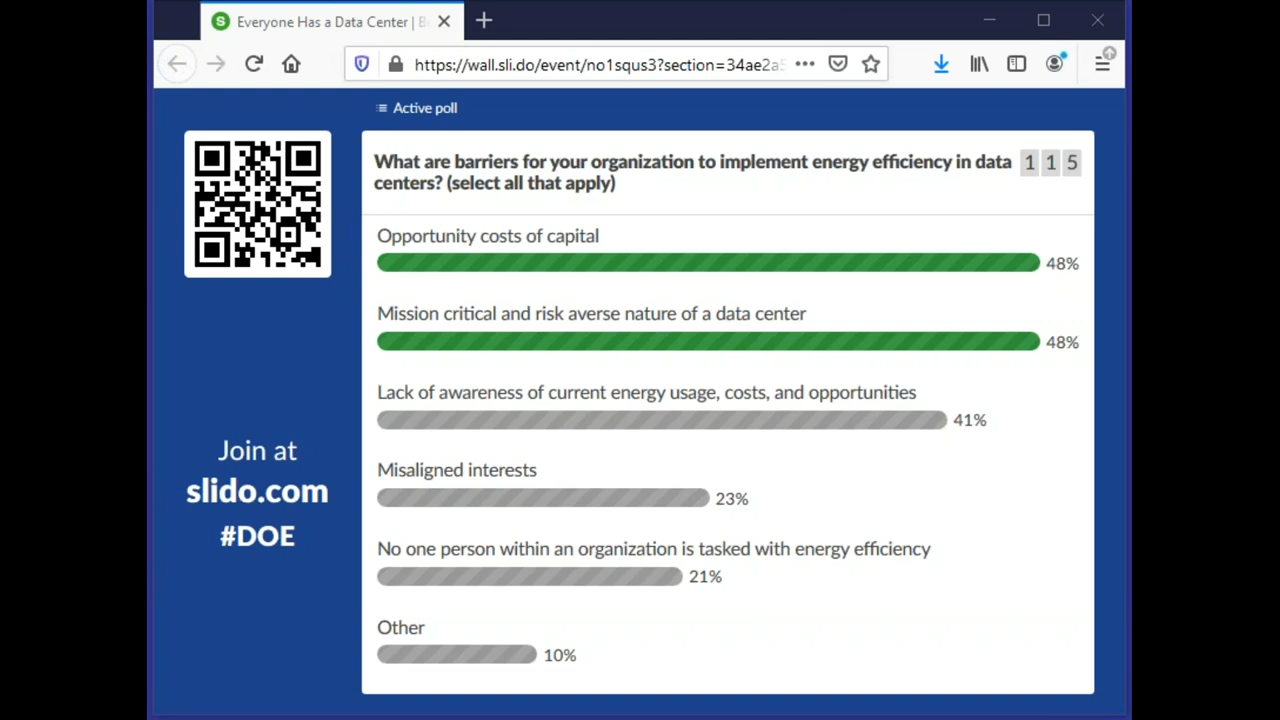 Everyone Has a Data Center | B
https://wall.sli.do/event/no1squs3?section=34ae2a5
Active poll
What are barriers for your organization to implement energy efficiency in data
centers? (select all that apply)
1 1 5
Opportunity costs of capital
48%
Mission critical and risk averse nature of a data center
48%
Lack of awareness of current energy usage, costs, and opportunities
41%
Misaligned interests
23%
No one person within an organization is tasked with energy efficiency
21%
Other
10%
Join at
slido.com
#DOE